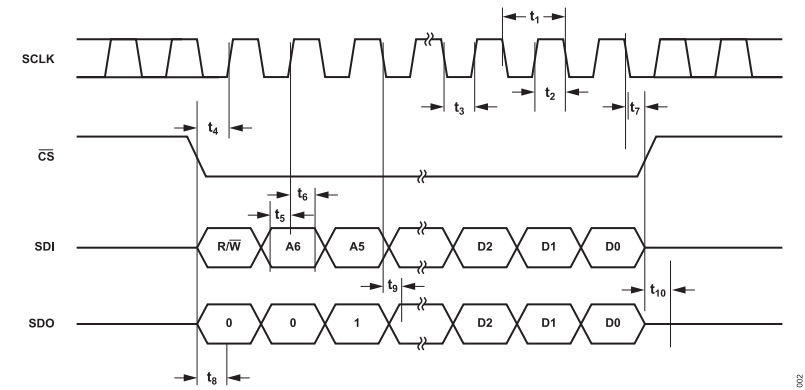 t1
SCLK
t3
t2
t7
t4
CS
t6
t5
SDI
R/W
A6
A5
D2
D1
D0
t9
t10
SDO
0
0
1
D2
D1
D0
t8
002